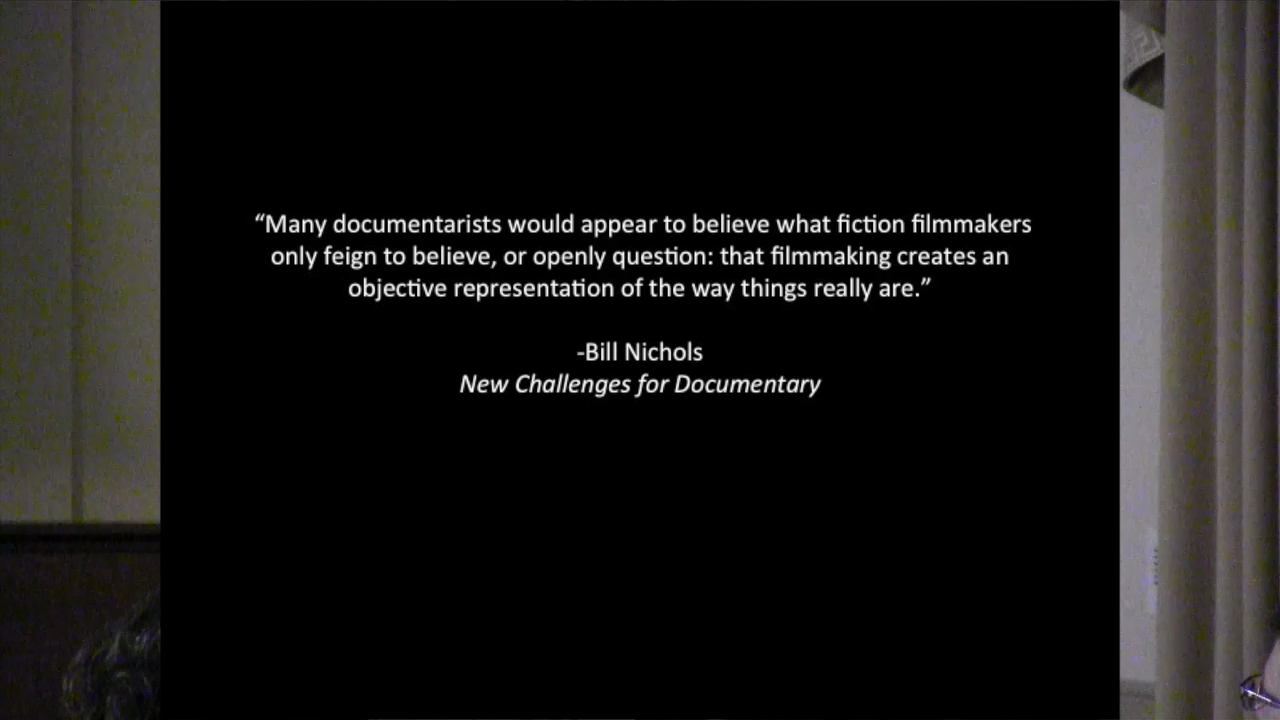 “Many documentarists would appear to believe what fiction filmmakers
only feign to believe, or openly question: that filmmaking creates an
objective representation of the way things really are.”
-Bill Nichols
New Challenges for Documentary